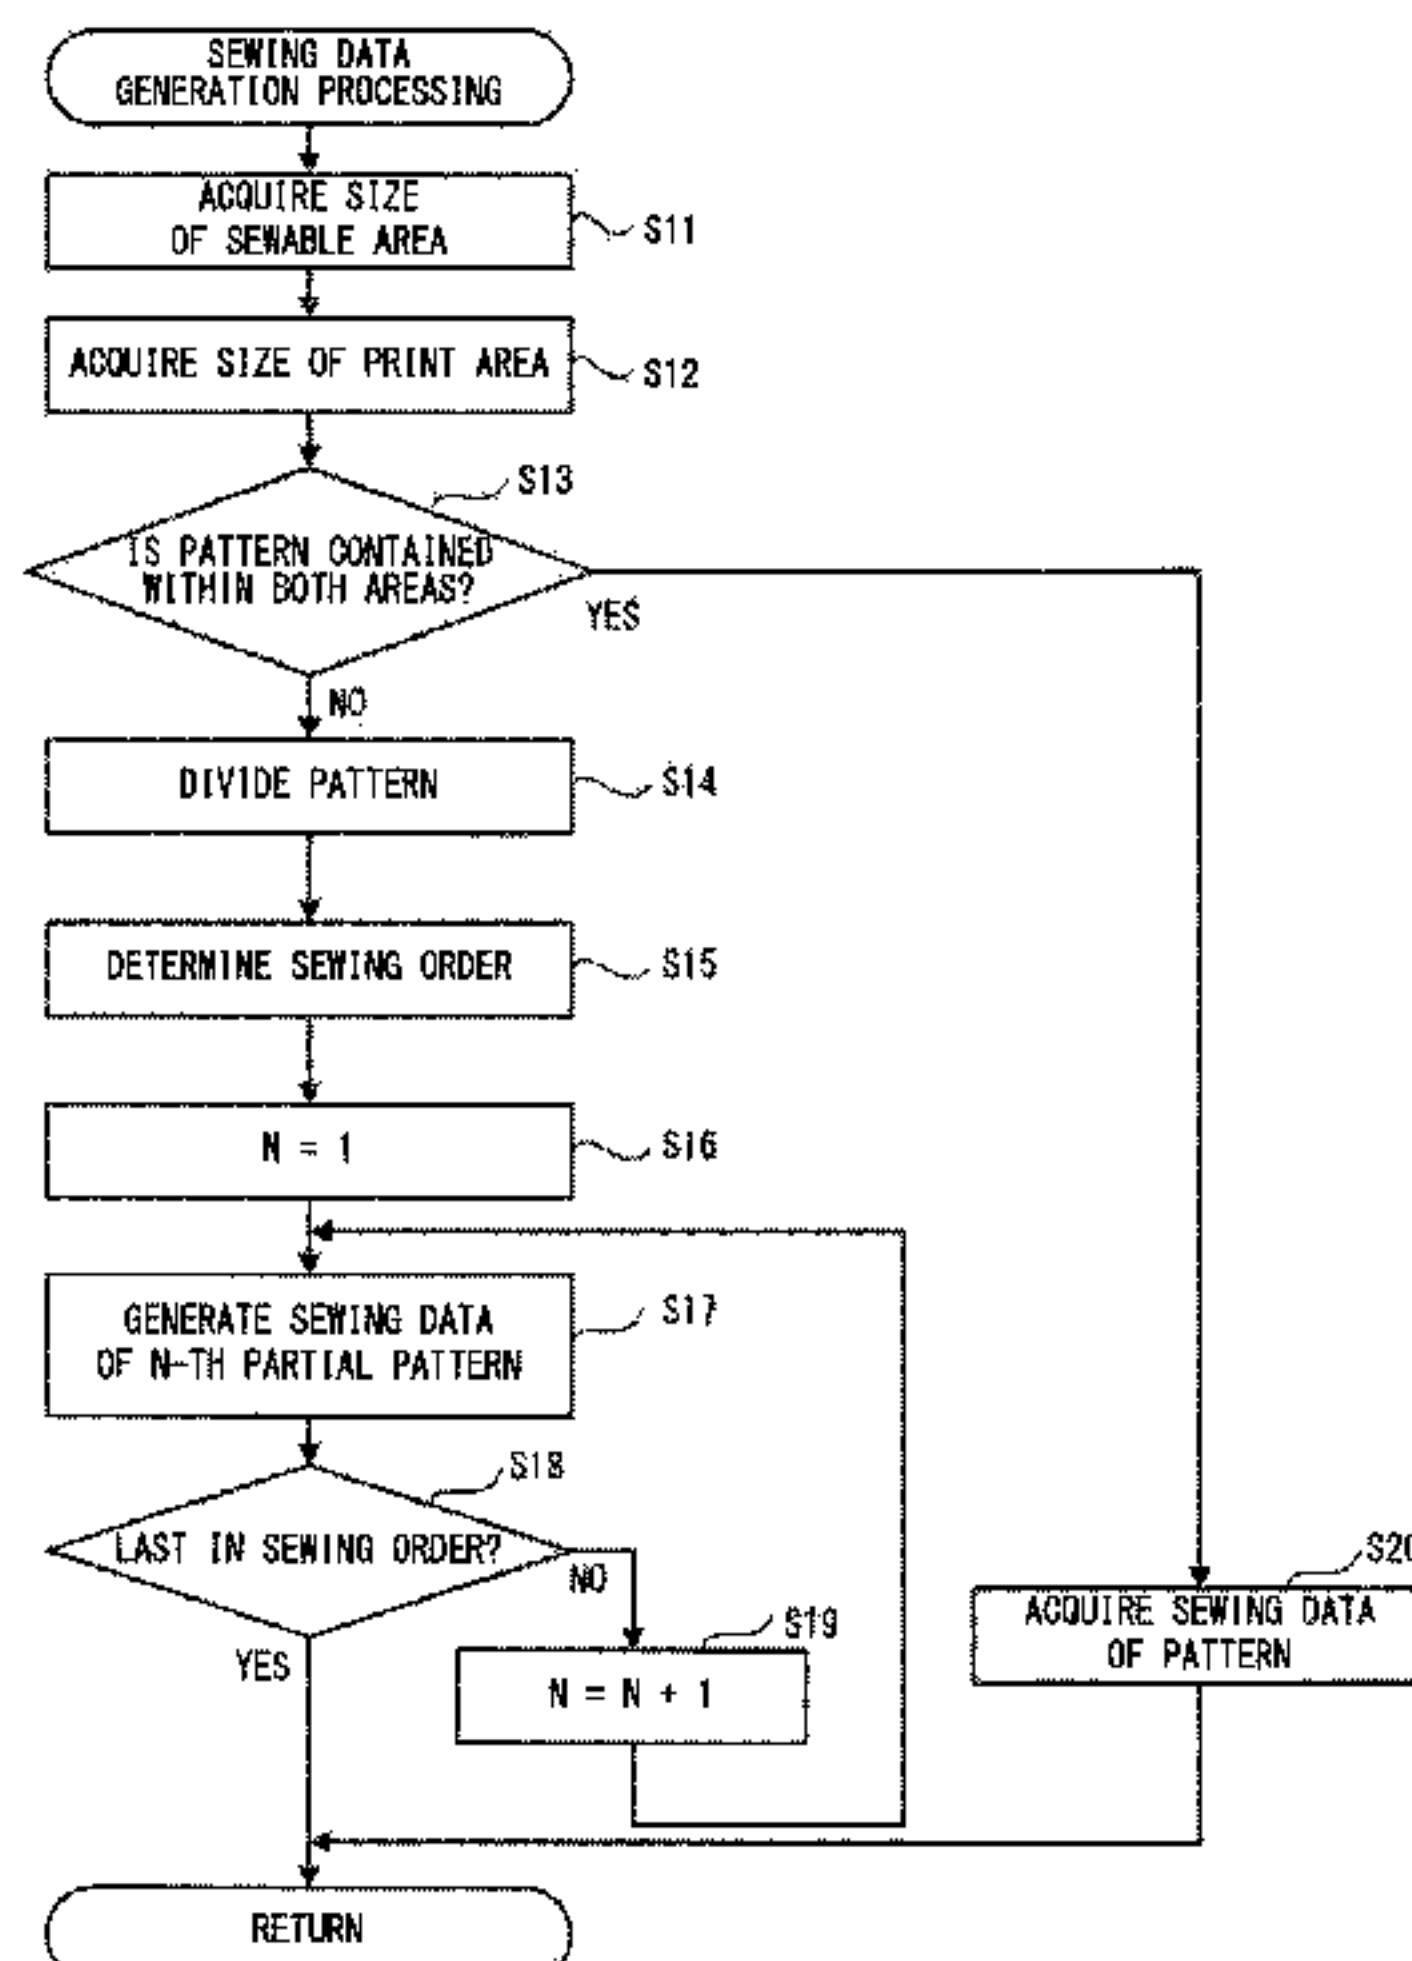 SEWING DATA
GENERATION PROCESSING
ACQUIRE SIZE
OF SEWABLE AREA
S11
ACQUIRE SIZE OF PRINT AREA
S12
S13
IS PATTERN CONTAINED
WITHIN BOTH AREAS?
YES
NO
DIVIDE PATTERN
S14
DETERMINE SEWING ORDER
S15
N = 1
S16
GENERATE SEWING DATA
OF N-TH PARTIAL PATTERN
S17
S18
LAST IN SEWING ORDER?
NO
YES
S19
N = N + 1
S20
ACQUIRE SEWING DATA
OF PATTERN
RETURN